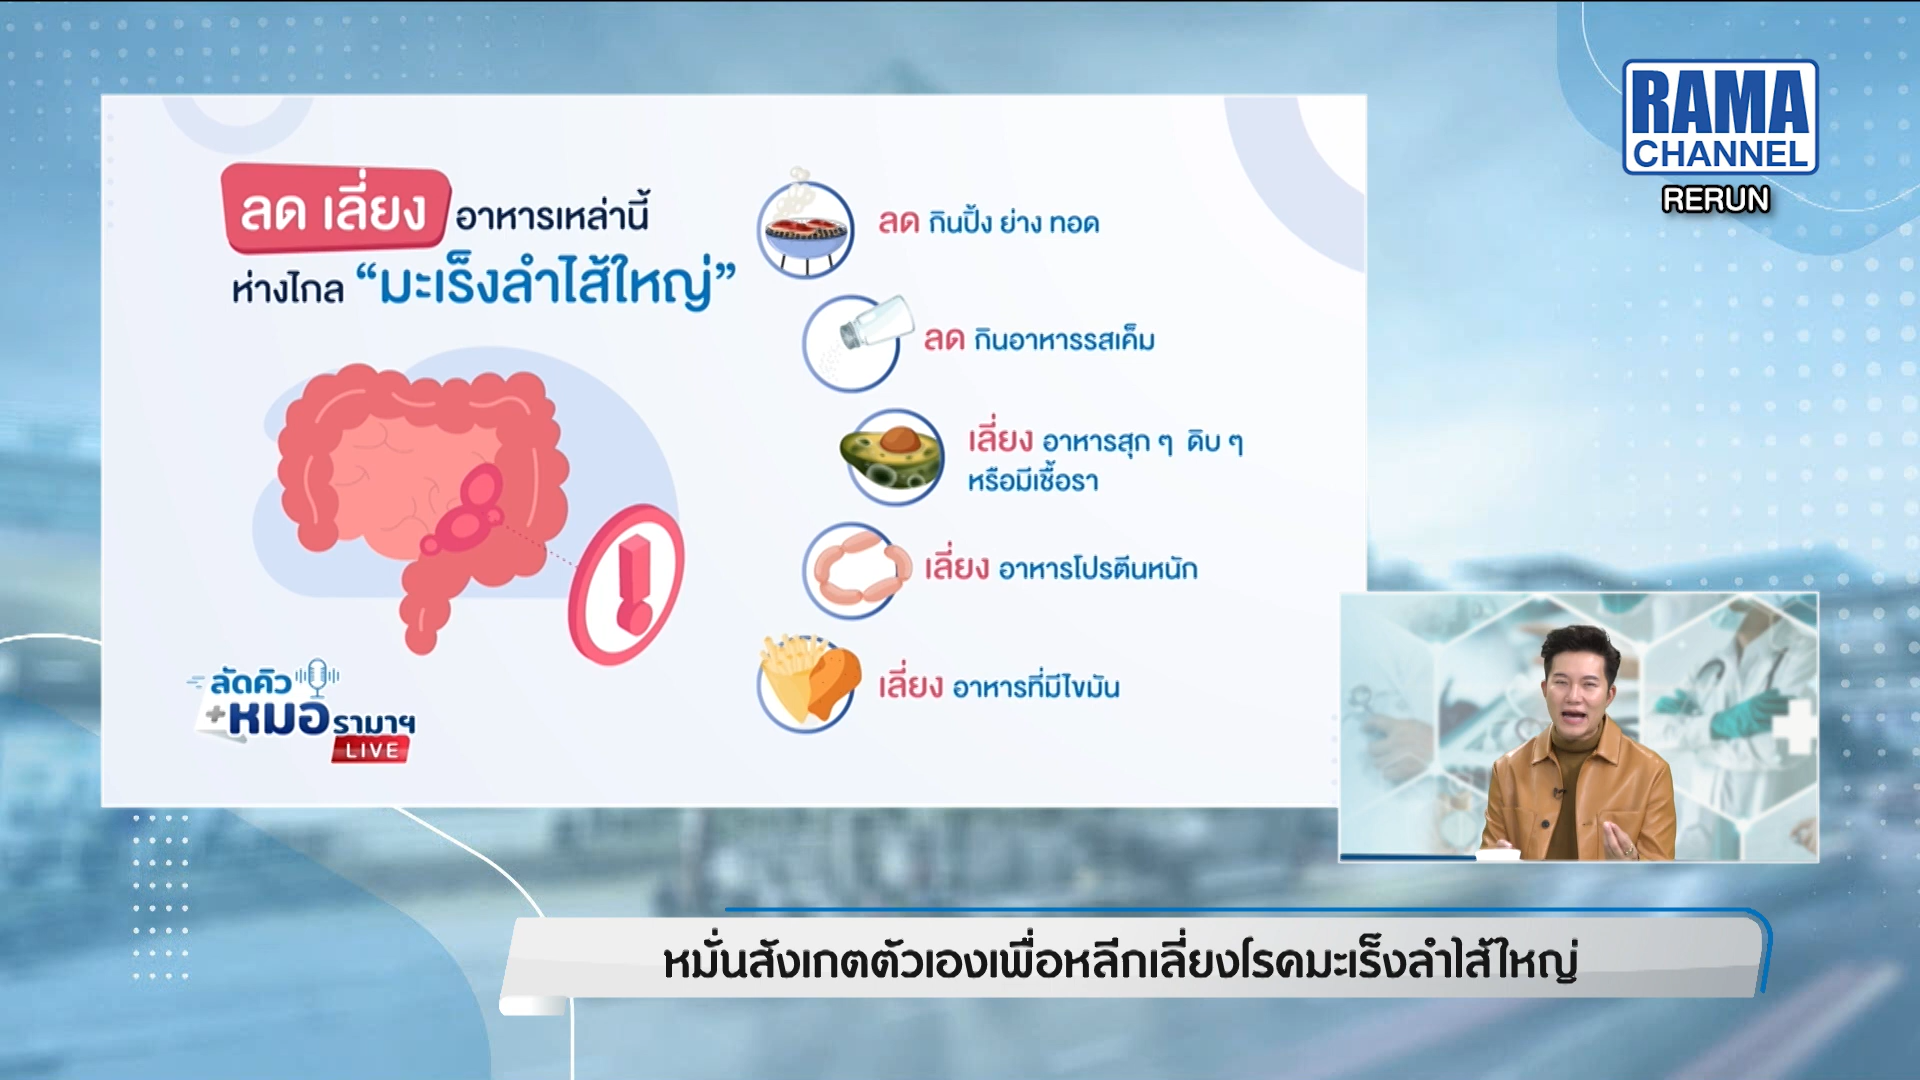 RAMA
CHANNEL
RERUN
ลด เลี่ยง อาหารเหล่านี้
ห่างไกล “มะเร็งลำไส้ใหญ่”
ลด กินปิ้ง ย่าง ทอด
ลด กินอาหารรสเค็ม
เลี่ยง อาหารสุก ๆ ดิบ ๆ
หรือมีเชื้อรา
เลี่ยง อาหารโปรตีนหนัก
เลี่ยง อาหารที่มีไขมัน
ลัดคิว
หมอรามาฯ
LIVE
หมั่นสังเกตตัวเองเพื่อหลีกเลี่ยงโรคมะเร็งลำไส้ใหญ่